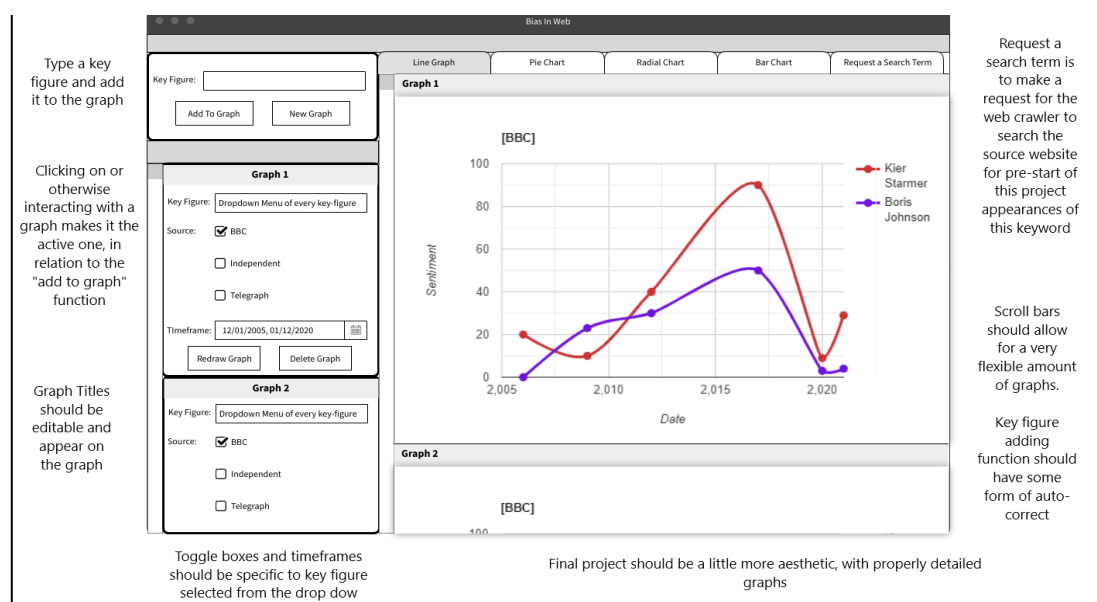 Bias In Web
Type a key
figure and add
it to the graph
Clicking on or
otherwise
interacting with a
graph makes it the
active one, in
relation to the
"add to graph"
function
Graph Titles
should be
editable and
appear on
the graph
Key Figure:
Add To Graph
New Graph
Graph 1
Key Figure:
Dropdown Menu of every key-figure
Source:
BBC
Independent
Telegraph
TImeframe:
12/01/2005, 01/12/2020
Redraw Graph
Delete Graph
Graph 2
Key Figure:
Dropdown Menu of every key-figure
Source:
BBC
Independent
Telegraph
Line Graph
Pie Chart
Radial Chart
Bar Chart
Request a Search Term
Graph 1
[BBC]
100
80
60
40
20
0
Sentiment
2,005
2,010
2,015
2,020
Date
Kier
Starmer
Boris
Johnson
Graph 2
[BBC]
100
Request a
search term is
to make a
request for the
web crawler to
search the
source website
for pre-start of
this project
appearances of
this keyword
Scroll bars
should allow
for a very
flexible amount
of graphs.
Key figure
adding
function should
have some
form of auto-
correct
Toggle boxes and timeframes
should be specific to key figure
selected from the drop dow
Final project should be a little more aesthetic, with properly detailed
graphs